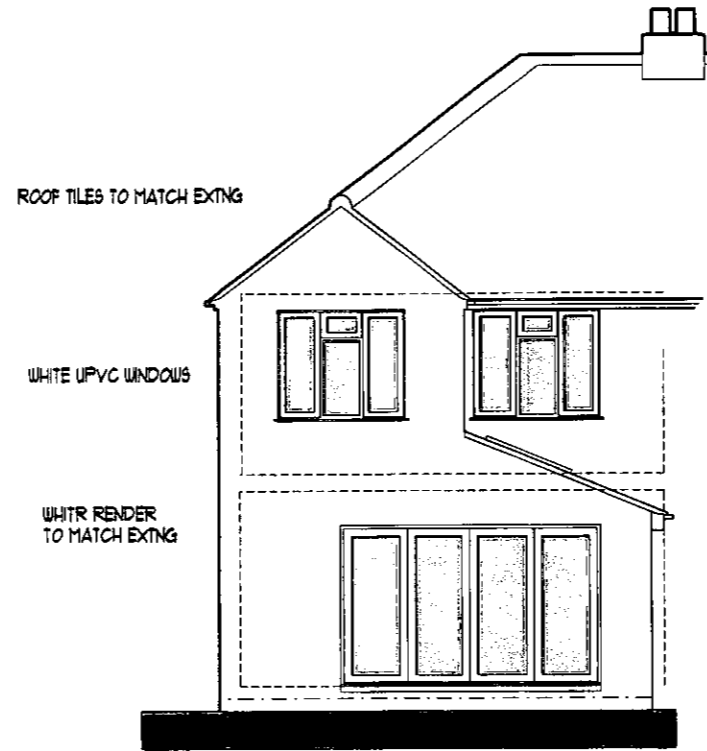 ROOF TILES TO MATCH EXTNG
WHITE UPVC WINDOWS
WHITR RENDER
TO MATCH EXTNG